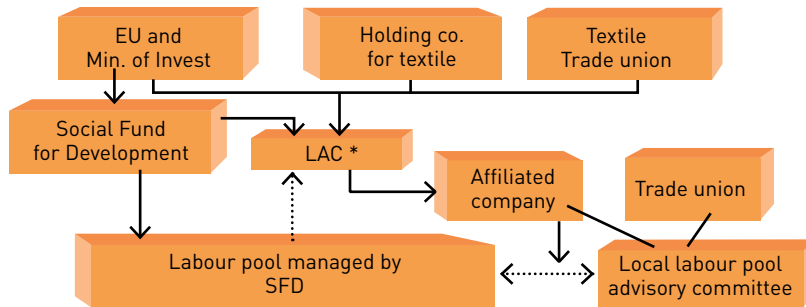 EU and
Min. of Invest
Holding co.
for textile
Textile
Trade union
Social Fund
for Development
LAC *
Affiliated
company
Trade union
Labour pool managed by
SFD
Local labour pool
advisory committee